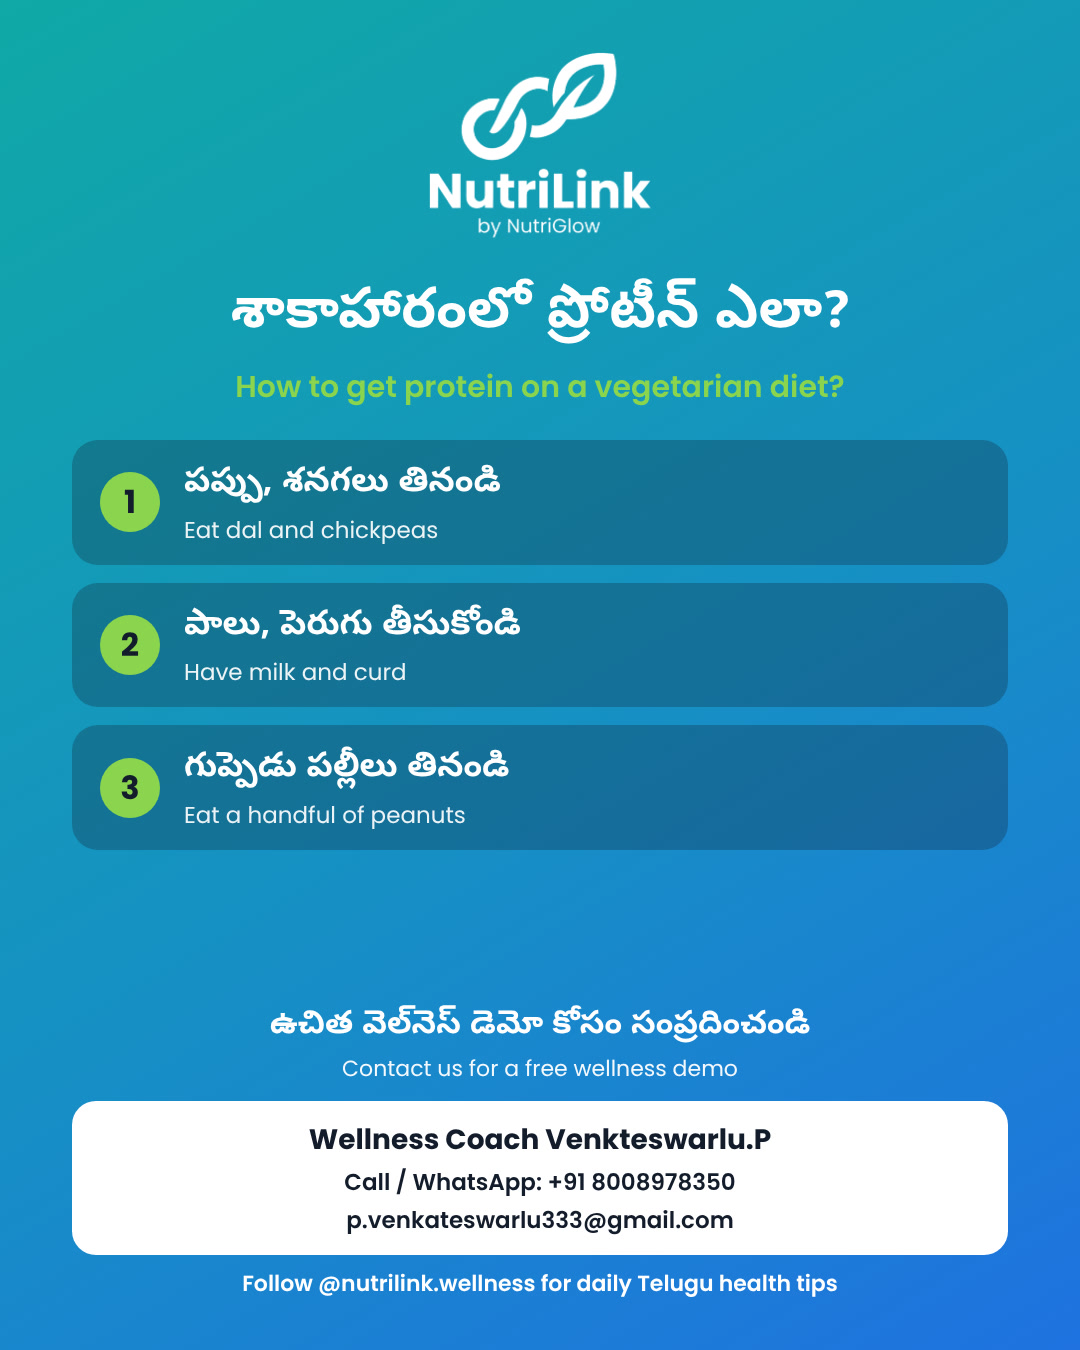 NutriLink
by NutriGlow
శాకాహారంలో ప్రోటీన్ ఎలా?
How to get protein on a vegetarian diet?
1
పప్పు, శనగలు తినండి
Eat dal and chickpeas
2
పాలు, పెరుగు తీసుకోండి
Have milk and curd
3
గుప్పెడు పల్లీలు తినండి
Eat a handful of peanuts
ఉచిత వెల్‌నెస్ డెమో కోసం సంప్రదించండి
Contact us for a free wellness demo
Wellness Coach Venkteswarlu.P
Call / WhatsApp: +91 8008978350
p.venkateswarlu333@gmail.com
Follow @nutrilink.wellness for daily Telugu health tips